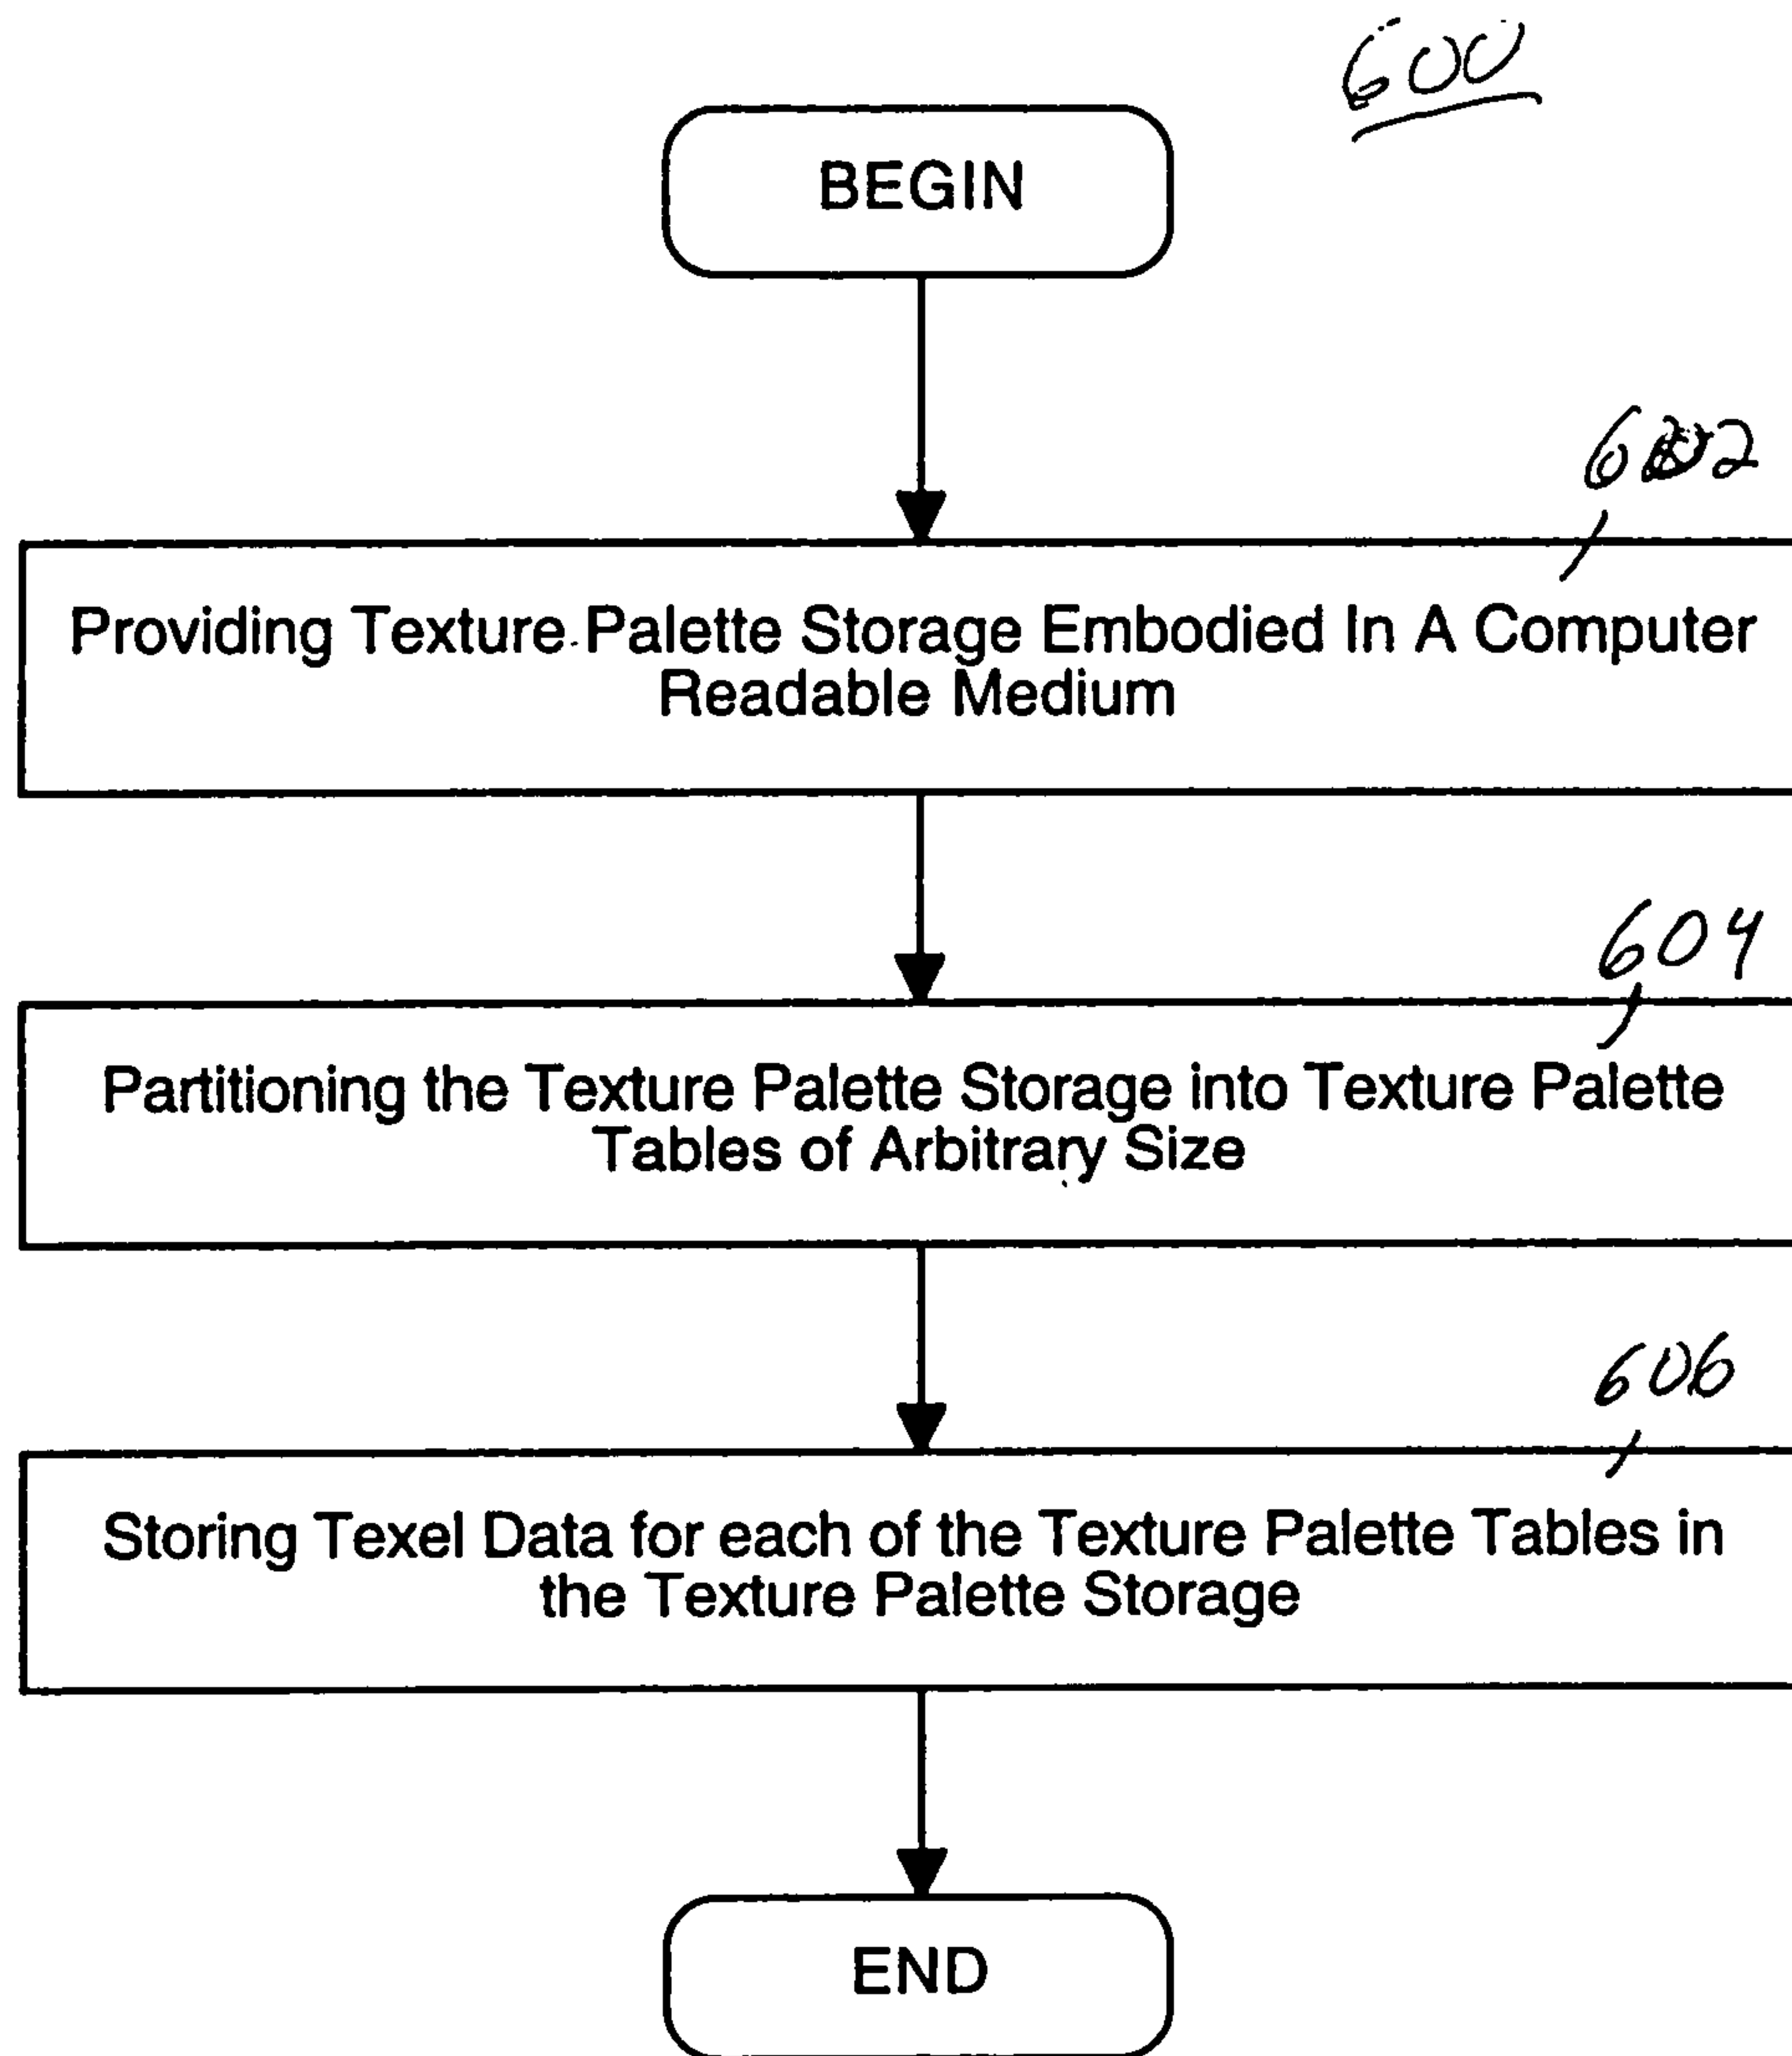 600
BEGIN
602
Providing Texture Palette Storage Embodied In A Computer
Readable Medium
604
Partitioning the Texture Palette Storage into Texture Palette
Tables of Arbitrary Size
606
Storing Texel Data for each of the Texture Palette Tables in
the Texture Palette Storage
END